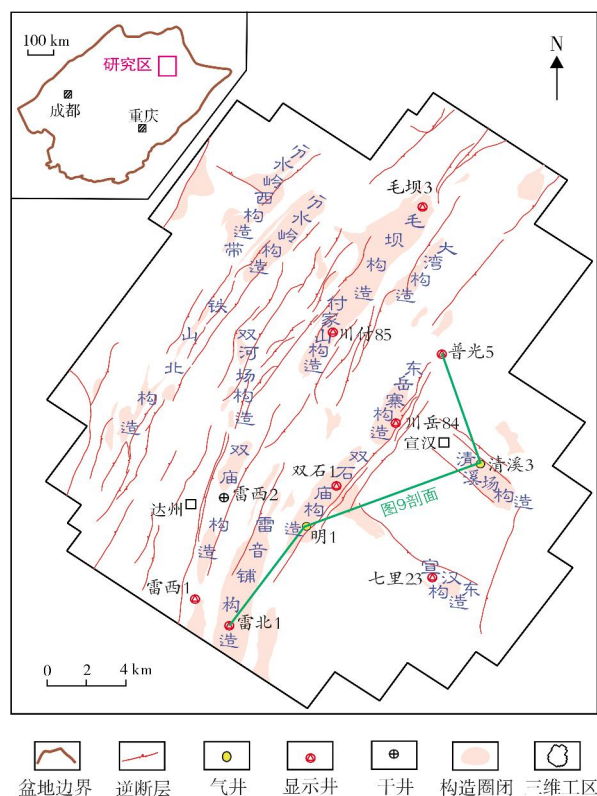 100 km
研究区
成都
重庆
N
分水岭西构造带
分水岭构造
毛坝3
毛坝构造
大湾构造
铁山北构造
双河场构造
付家山构造
川付85
普光5
东岳寨构造
川岳84
宣汉
清溪3
清溪场构造
双庙构造
雷西2
达州
双石1
双石庙构造
图9剖面
明1
雷音铺构造
七里23
宣汉东构造
雷西1
雷北1
0 2 4 km
盆地边界
逆断层
气井
显示井
干井
构造圈闭
三维工区